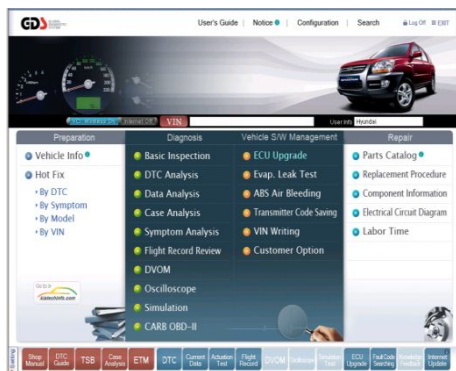 GDS
User's Guide | Notice | Configuration | Search
Log Off EXIT
VCI: Wireless On Internet Off VIN User Info Hyundai
Preparation
Vehicle Info
Hot Fix
By DTC
By Symptom
By Model
By VIN
Diagnosis
Basic Inspection
DTC Analysis
Data Analysis
Case Analysis
Symptom Analysis
Flight Record Review
DVOM
Oscilloscope
Simulation
CARB OBD-II
Vehicle S/W Management
ECU Upgrade
Evap. Leak Test
ABS Air Bleeding
Transmitter Code Saving
VIN Writing
Customer Option
Repair
Parts Catalog
Replacement Procedure
Component Information
Electrical Circuit Diagram
Labor Time
Shop Manual
DTC Guide
TSB
Case Analysis
ETM
DTC
Current Data
Actuation Test
Flight Record
DVOM
Simulation Test
ECU Upgrade
Fault Code Searching
Internet Update